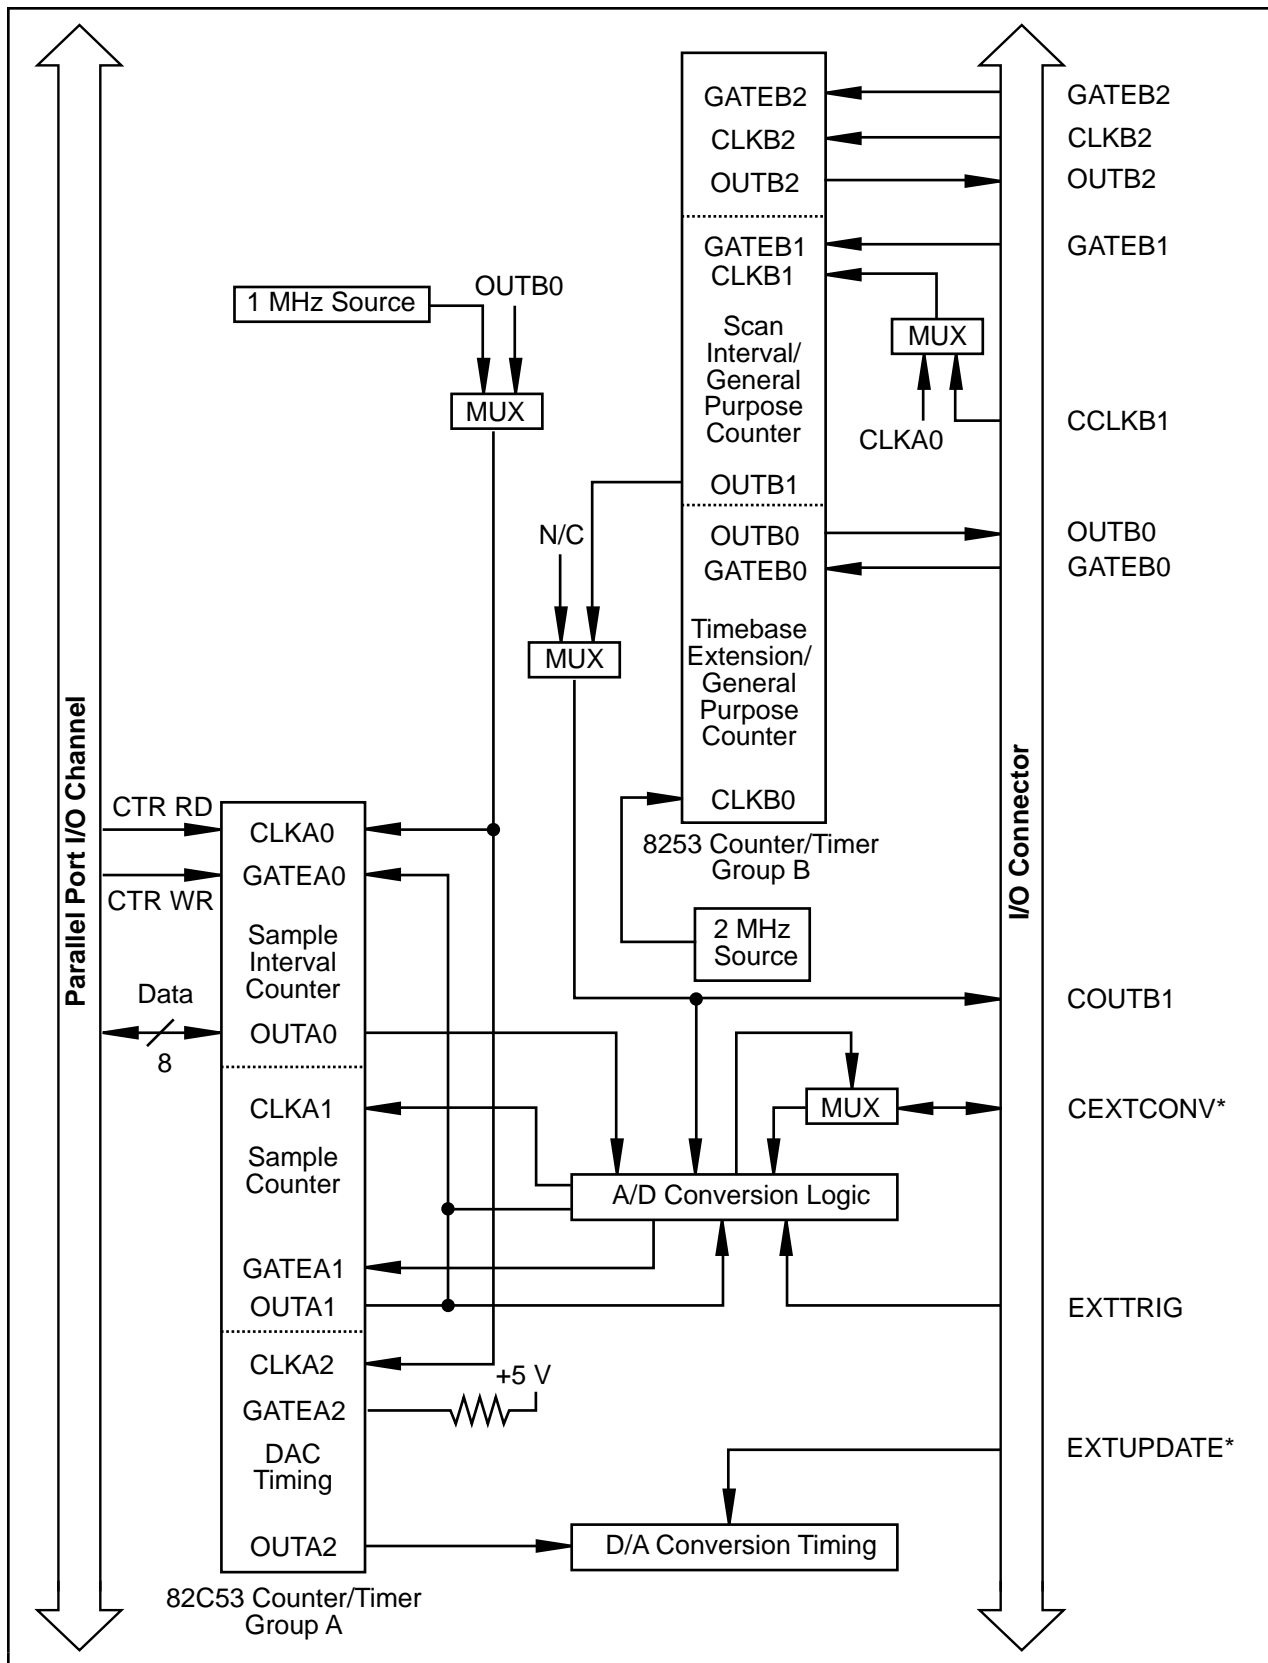 GATEB2
CLKB2
OUTB2
GATEB1
CLKB1
Scan
Interval/
General
Purpose
Counter
OUTB1
OUTB0
GATEB0
Timebase
Extension/
General
Purpose
Counter
CLKB0
8253 Counter/Timer
Group B
2 MHz
Source
1 MHz Source
OUTB0
MUX
N/C
MUX
MUX
CLKA0
GATEB2
CLKB2
OUTB2
GATEB1
CCLKB1
OUTB0
GATEB0
COUTB1
CEXTCONV*
EXTTRIG
EXTUPDATE*
I/O Connector
Parallel Port I/O Channel
CTR RD
CTR WR
Data
8
CLKA0
GATEA0
Sample
Interval
Counter
OUTA0
CLKA1
Sample
Counter
GATEA1
OUTA1
CLKA2
GATEA2
DAC
Timing
OUTA2
82C53 Counter/Timer
Group A
+5 V
MUX
A/D Conversion Logic
D/A Conversion Timing